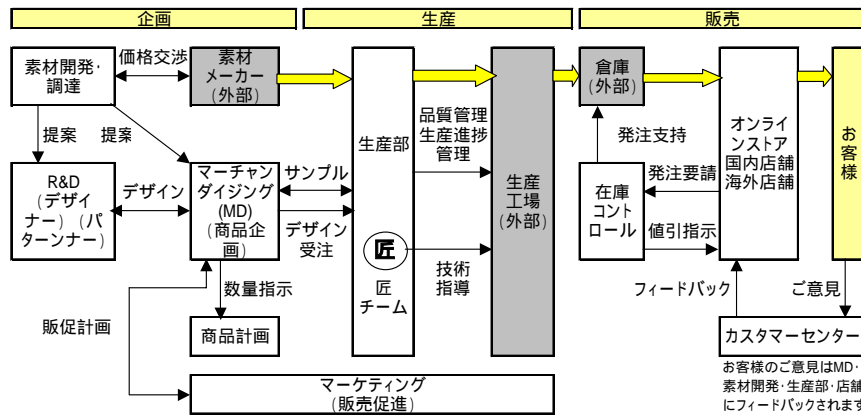 企画
生産
販売
素材開発・
調達
価格交渉
素材
メーカー
(外部)
提案
提案
R&D
(デザイ
ナー) (パ
ターンナー)
デザイン
マーチャン
ダイジング
(MD)
(商品企
画)
サンプル
デザイン
受注
数量指示
商品計画
販促計画
生産部
匠
匠
チーム
品質管理
生産進捗
管理
技術
指導
生産
工場
(外部)
マーケティング
(販売促進)
倉庫
(外部)
発注支持
在庫
コント
ロール
発注要請
値引指示
オンライ
ンストア
国内店舗
海外店舗
お客様
フィードバック
ご意見
カスタマーセンター
お客様のご意見はMD・
素材開発・生産部・店舗
にフィードバックされます